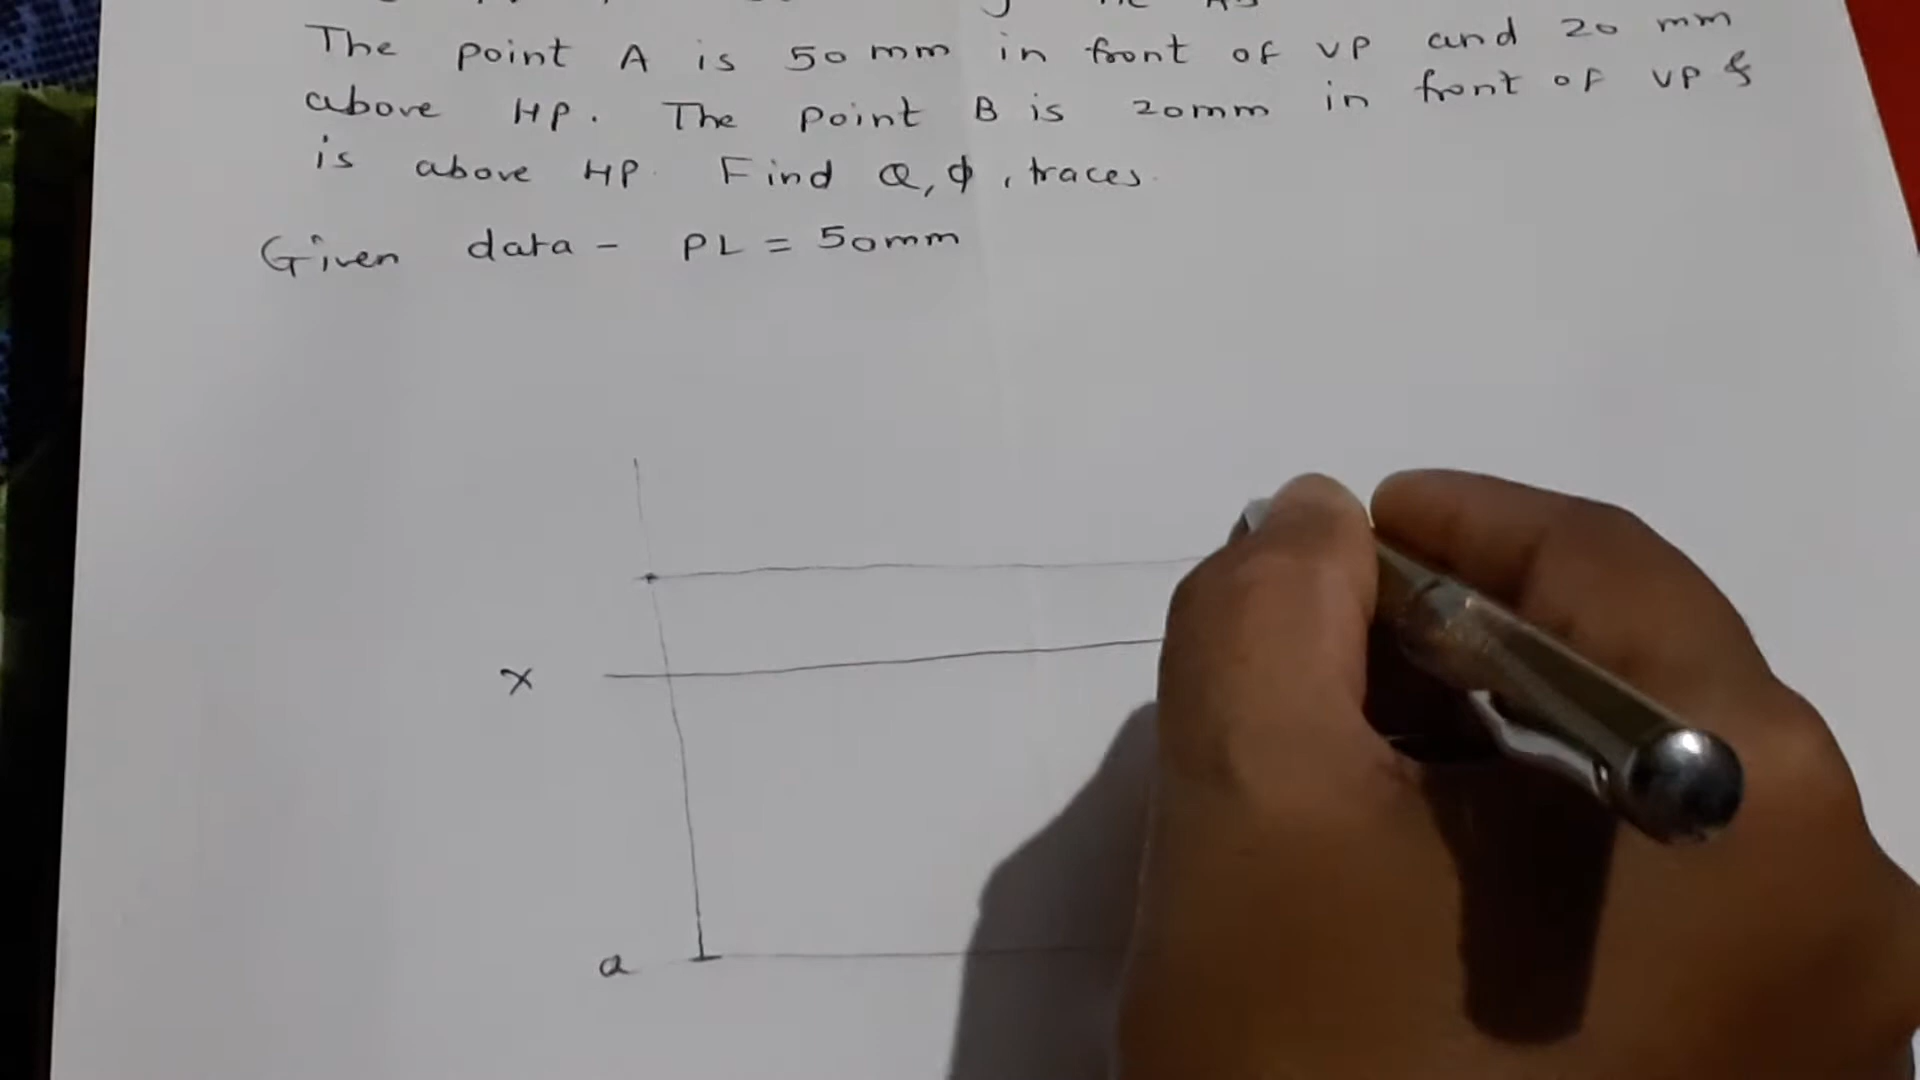 The point A is 50 mm in front of VP and 20 mm
above HP. The point B is 20mm in front of VP &
is above HP. Find Q, φ, traces.
Given data - PL = 50mm
X
a